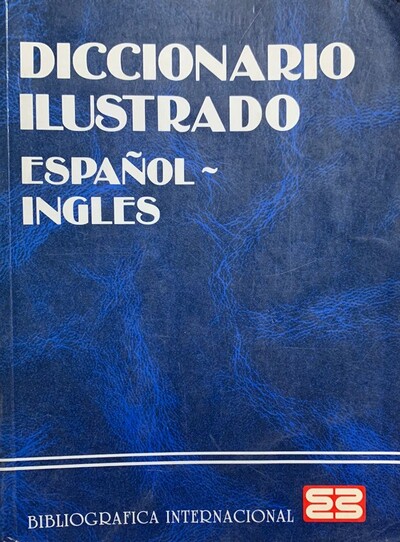 DICCIONARIO
ILUSTRADO
ESPAÑOL~
INGLES
BIBLIOGRAFICA INTERNACIONAL